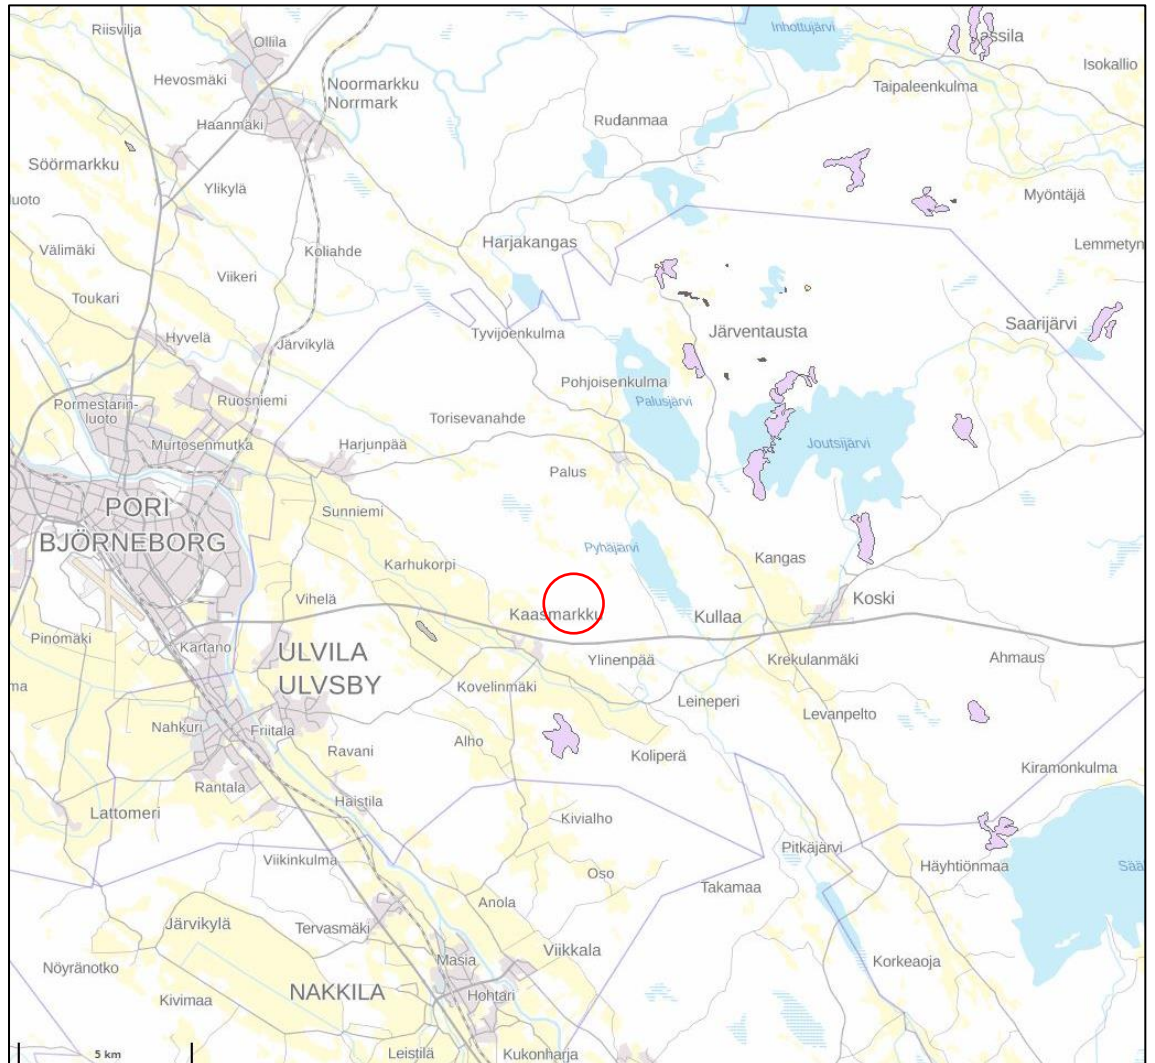 Riisvilja
Ollila
Inhottujärvi
assila
Isokallio
Hevosmäki
Noormarkku
Norrmark
Taipaleenkulma
Haanmäki
Rudanmaa
Söörmarkku
Ylikylä
Myöntäjä
luoto
Välimäki
Koliahde
Harjakangas
Lemmetyn
Viikeri
Toukari
Hyvelä
Järvikylä
Tyvijoenkulma
Järventausta
Saarijärvi
Pohjoisenkulma
Palusjärvi
Ruosniemi
Pormestarin-
luoto
Torisevanahde
Murtosenmutka
Harjunpää
Joutsijärvi
Palus
PORI
BJÖRNEBORG
Sunniemi
Pyhäjärvi
Kangas
Karhukorpi
Vihelä
Kaasmarkku
Kullaa
Koski
Pinomäki
Kartano
ULVILA
ULVSBY
Ylinenpää
Krekulanmäki
Ahmaus
ma
Kovelinmäki
Leineperi
Levanpelto
Nahkuri
Friitala
Ravani
Alho
Koliperä
Kiramonkulma
Rantala
Haistila
Lattomeri
Kivialho
Viikinkulma
Pitkäjärvi
Häyhtiönmaa
Sää
Oso
Takamaa
Anola
Järvikylä
Tervasmäki
Viikkala
Masia
Korkeaoja
Nöyränotko
Kivimaa
NAKKILA
Hohtari
5 km
Leistilä
Kukonharja